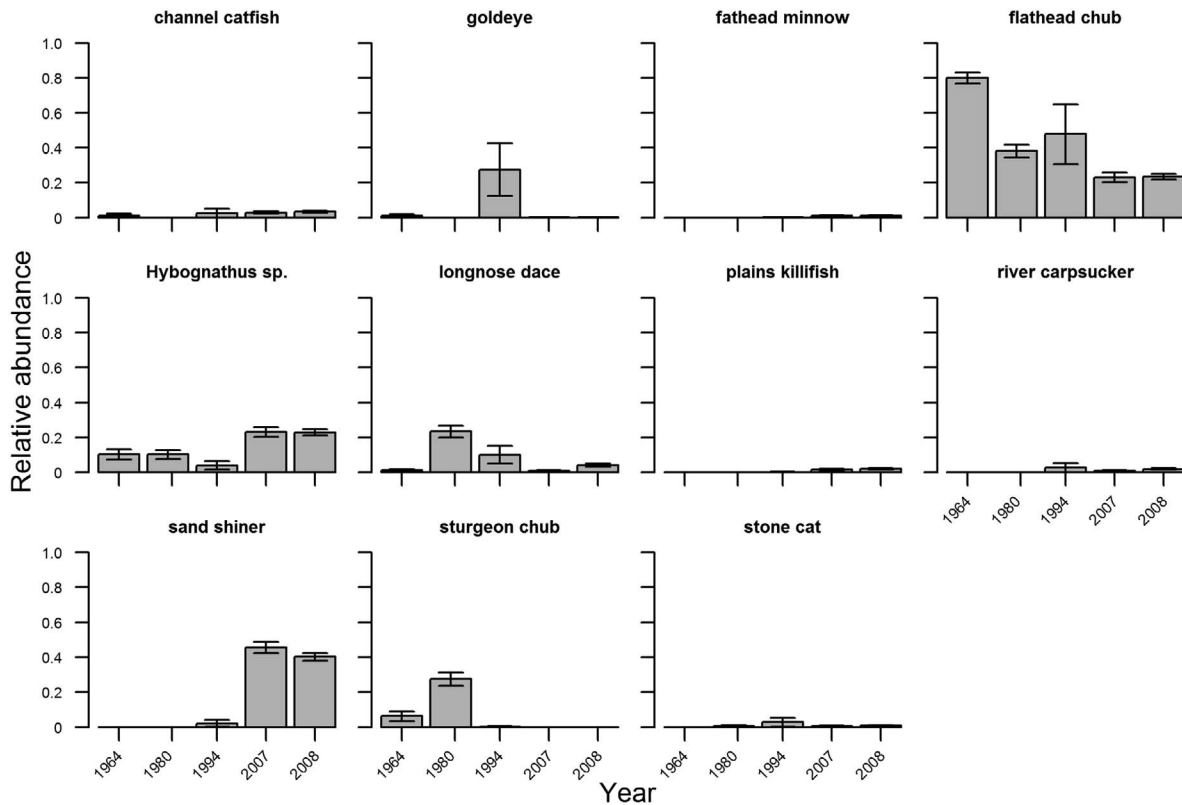 channel catfish
goldeye
fathead minnow
flathead chub
1.0
0.8
0.6
0.4
0.2
0
Hybognathus sp.
longnose dace
plains killifish
river carpsucker
Relative abundance
1.0
0.8
0.6
0.4
0.2
0
1964
1980
1994
2007
2008
sand shiner
sturgeon chub
stone cat
1.0
0.8
0.6
0.4
0.2
0
1964
1980
1994
2007
2008
1964
1980
1994
2007
2008
1964
1980
1994
2007
2008
Year